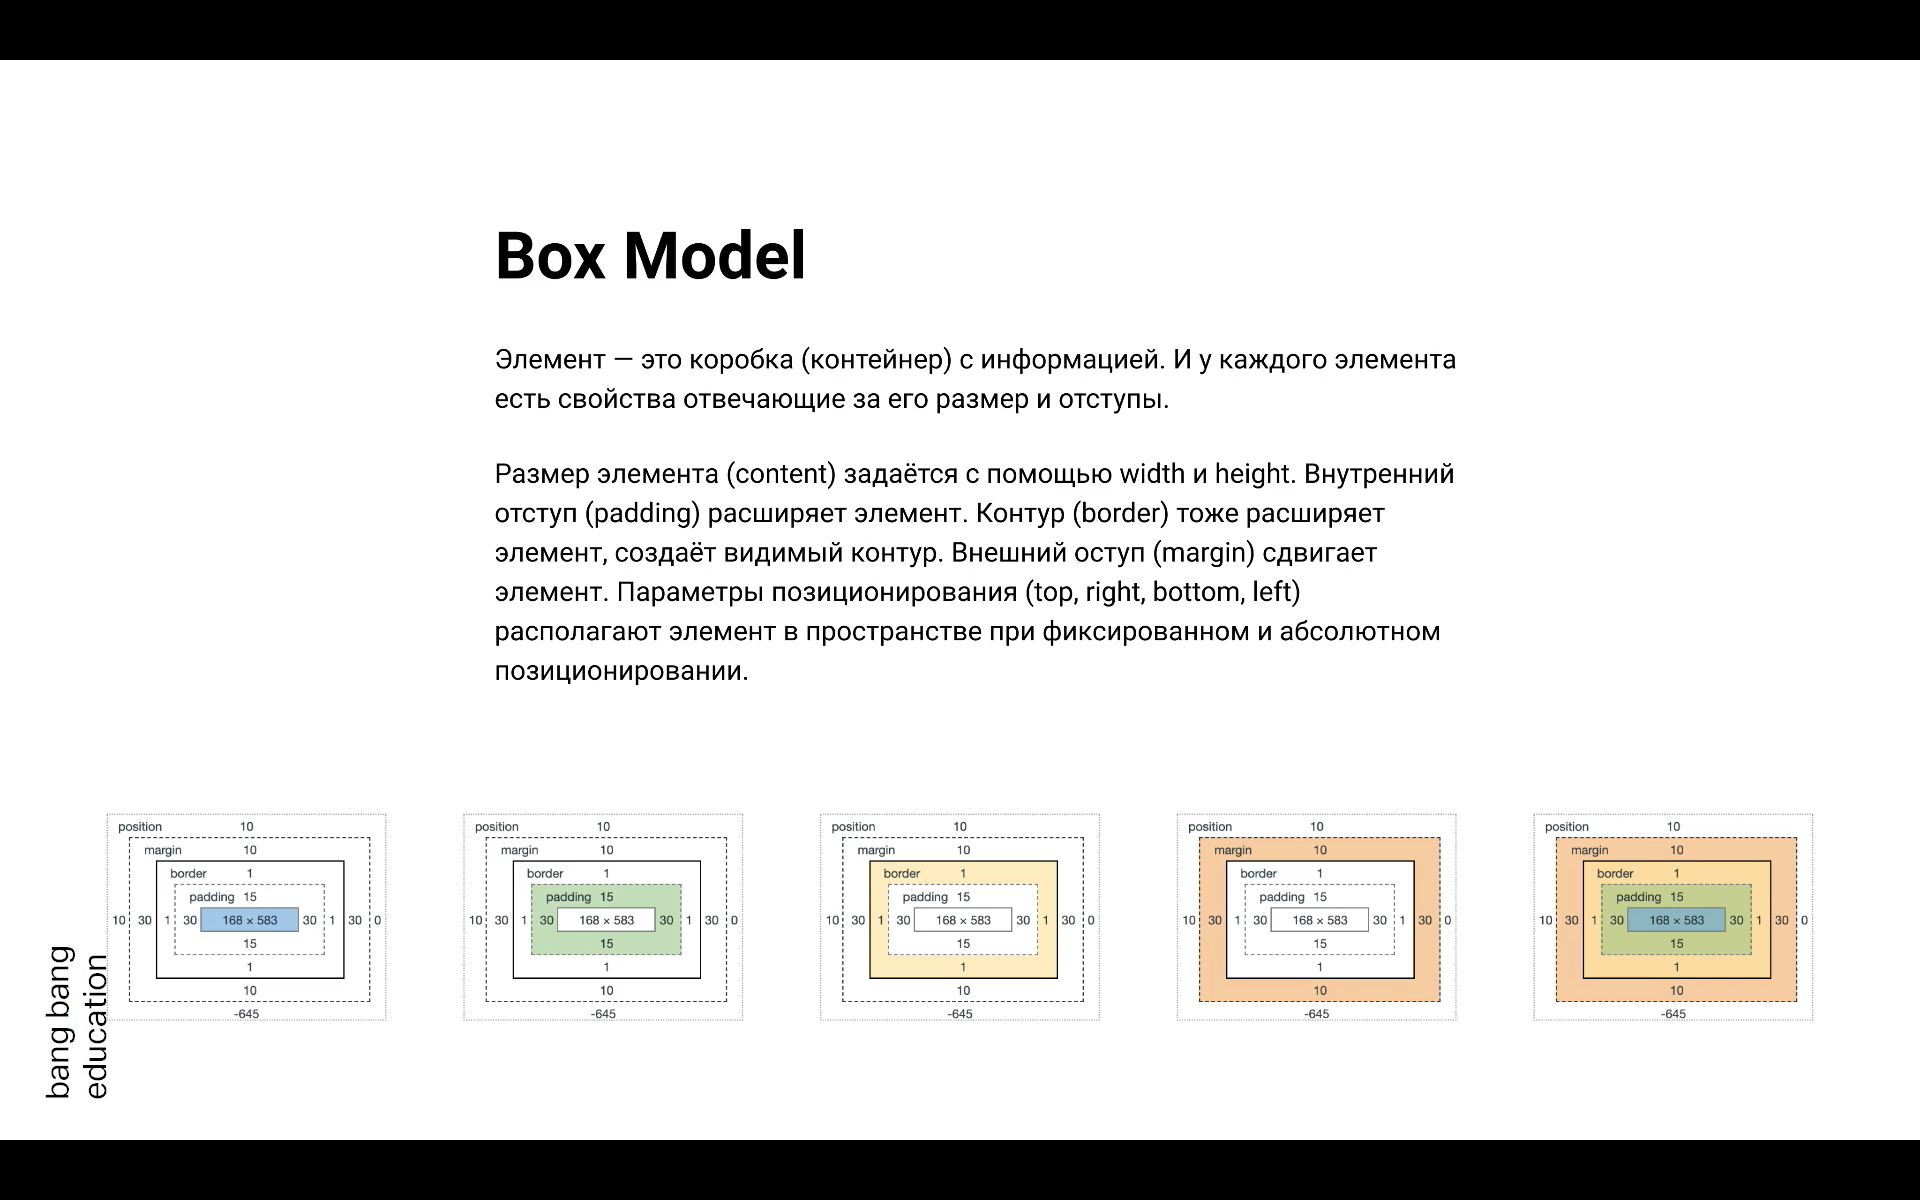 Box Model
Элемент — это коробка (контейнер) с информацией. И у каждого элемента
есть свойства отвечающие за его размер и отступы.
Размер элемента (content) задаётся с помощью width и height. Внутренний
отступ (padding) расширяет элемент. Контур (border) тоже расширяет
элемент, создаёт видимый контур. Внешний оступ (margin) сдвигает
элемент. Параметры позиционирования (top, right, bottom, left)
располагают элемент в пространстве при фиксированном и абсолютном
позиционировании.
position 10
margin 10
border 1
padding 15
10 30 1 30 168 × 583 30 1 30 0
15
1
10
-645
position 10
margin 10
border 1
padding 15
10 30 1 30 168 × 583 30 1 30 0
15
1
10
-645
position 10
margin 10
border 1
padding 15
10 30 1 30 168 × 583 30 1 30 0
15
1
10
-645
position 10
margin 10
border 1
padding 15
10 30 1 30 168 × 583 30 1 30 0
15
1
10
-645
position 10
margin 10
border 1
padding 15
10 30 1 30 168 × 583 30 1 30 0
15
1
10
-645
bang bang
education